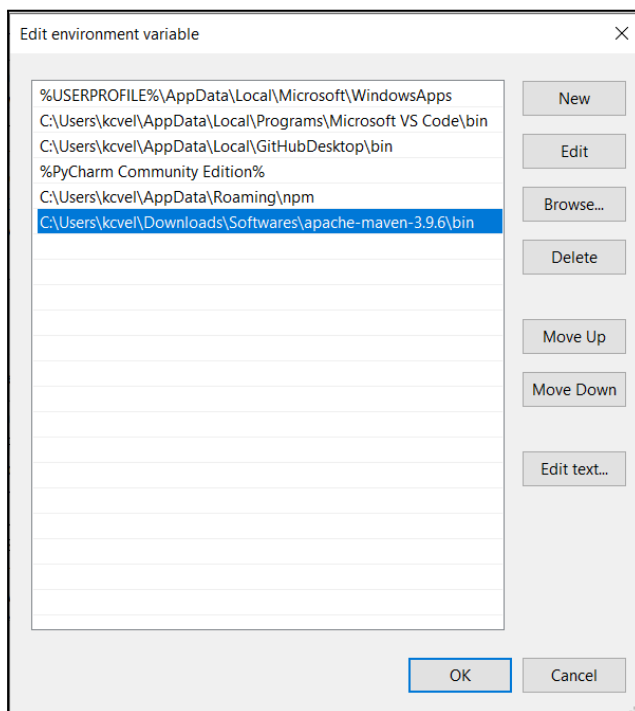 Edit environment variable
%USERPROFILE%\AppData\Local\Microsoft\WindowsApps
C:\Users\kcvel\AppData\Local\Programs\Microsoft VS Code\bin
C:\Users\kcvel\AppData\Local\GitHubDesktop\bin
%PyCharm Community Edition%
C:\Users\kcvel\AppData\Roaming\npm
C:\Users\kcvel\Downloads\Softwares\apache-maven-3.9.6\bin
New
Edit
Browse...
Delete
Move Up
Move Down
Edit text...
OK
Cancel